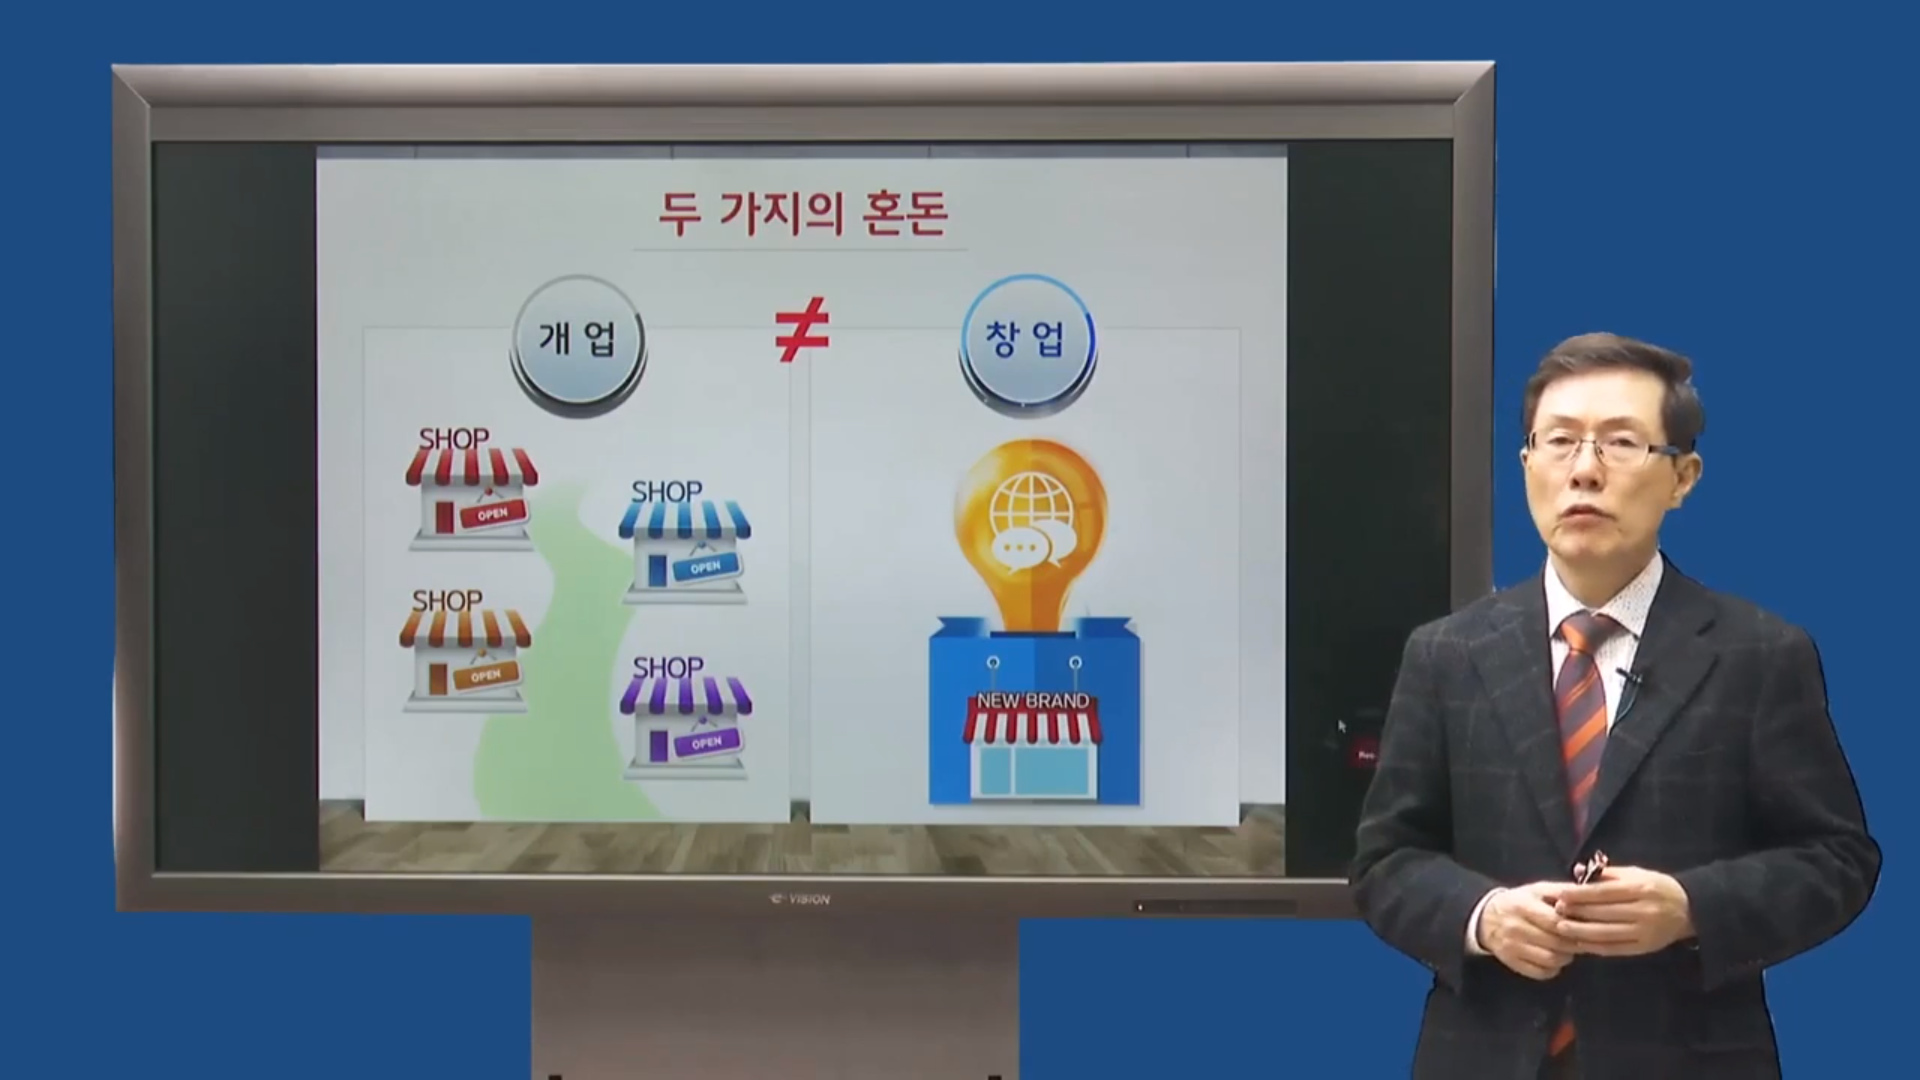 두 가지의 혼돈
개 업
≠
창 업
SHOP
OPEN
SHOP
OPEN
SHOP
OPEN
SHOP
OPEN
NEW BRAND
e-VISION